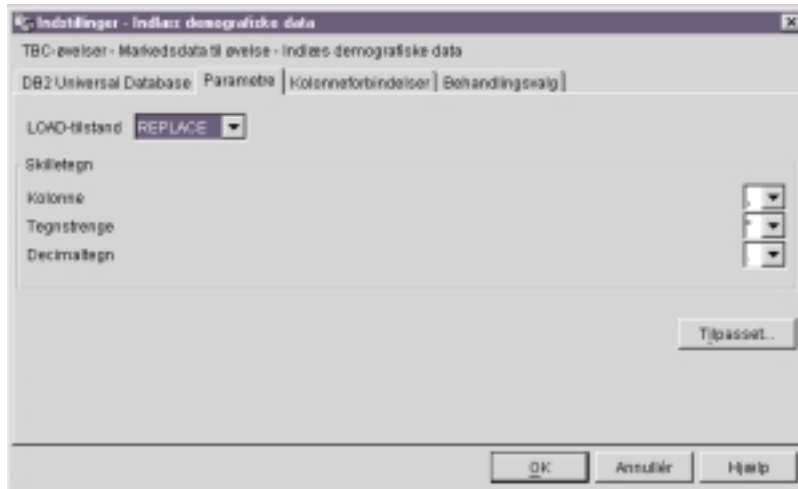 Indstillinger - Indlæs demografiske data
TBC-øvelser - Markedsdata til øvelse - Indlæs demografiske data
DB2 Universal Database Parametre Kolonneforbindelser Behandlingsvalg
LOAD-tilstand REPLACE
Skilletegn
Kolonne ,
Tegnstrenge "
Decimaltegn .
Tilpasset...
OK Annullér Hjælp